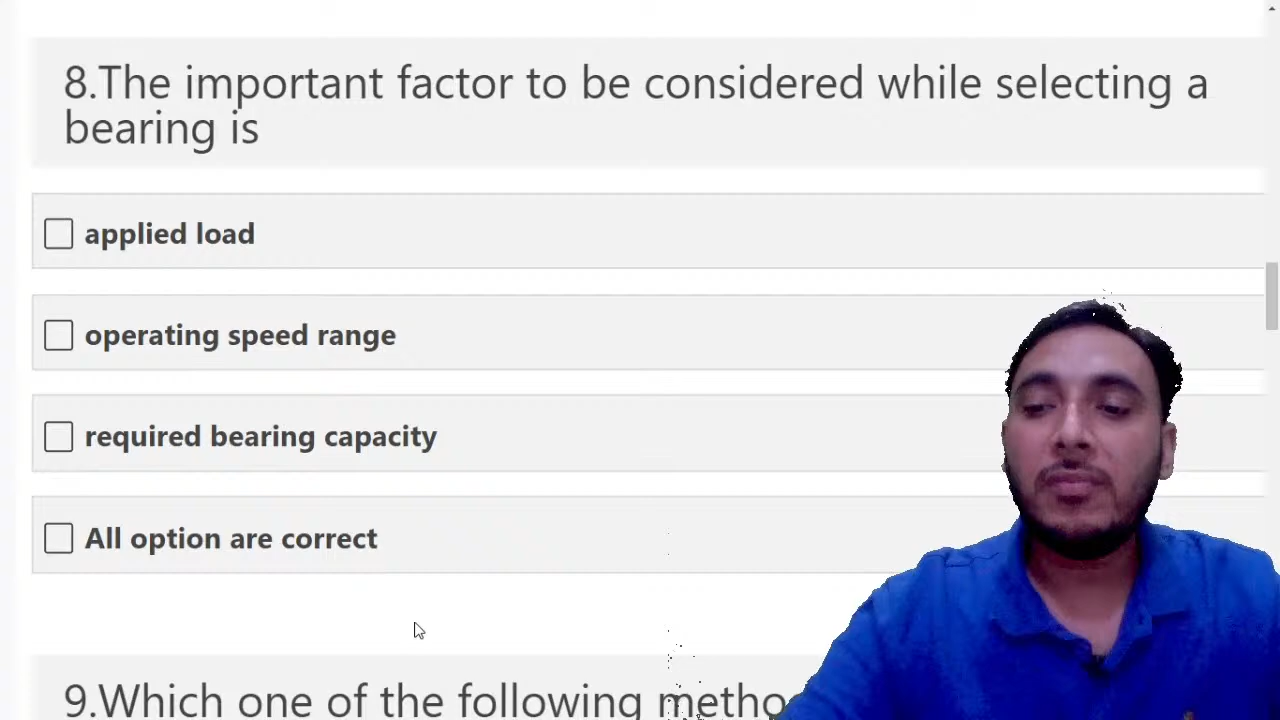 8.The important factor to be considered while selecting a
bearing is
applied load
operating speed range
required bearing capacity
All option are correct
9.Which one of the following